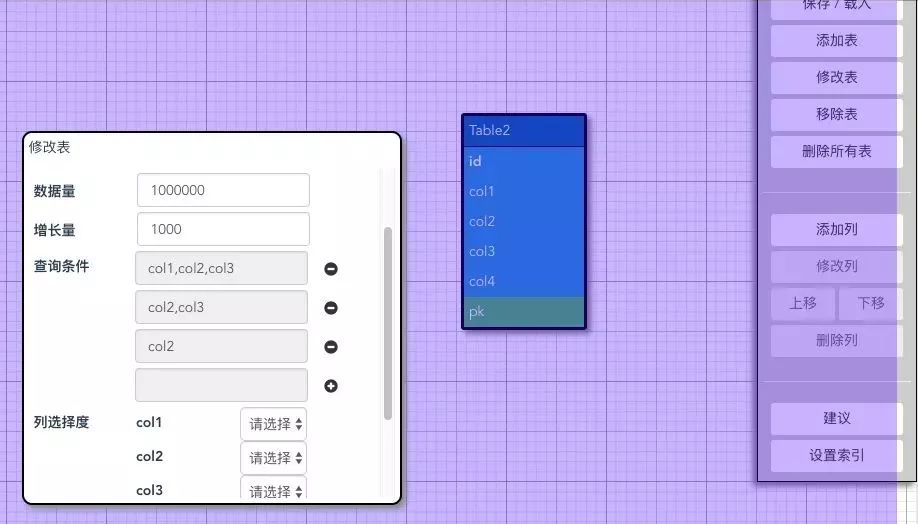 保存 / 载入
添加表
修改表
移除表
删除所有表
添加列
修改列
上移
下移
删除列
建议
设置索引
修改表
数据量
1000000
增长量
1000
查询条件
col1,col2,col3
col2,col3
col2
列选择度
col1
请选择
col2
请选择
col3
请选择
Table2
id
col1
col2
col3
col4
pk